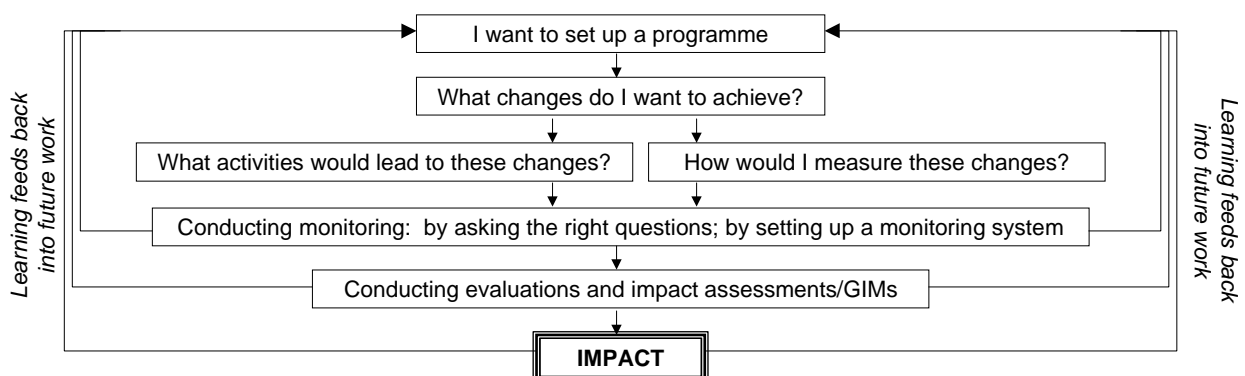 I want to set up a programme
What changes do I want to achieve?
What activities would lead to these changes?
How would I measure these changes?
Conducting monitoring:  by asking the right questions; by setting up a monitoring system
Conducting evaluations and impact assessments/GIMs
IMPACT
Learning feeds back
into future work
Learning feeds back
into future work